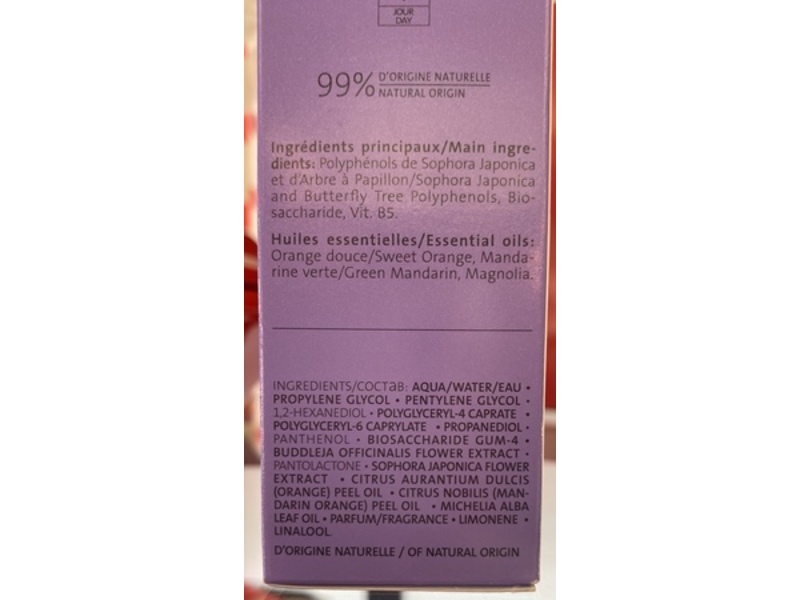 JOUR
DAY
99% D'ORIGINE NATURELLE
NATURAL ORIGIN
Ingrédients principaux/Main ingre-
dients: Polyphénols de Sophora Japonica
et d'Arbre à Papillon/Sophora Japonica
and Butterfly Tree Polyphenols, Bio-
saccharide, Vit. B5.
Huiles essentielles/Essential oils:
Orange douce/Sweet Orange, Manda-
rine verte/Green Mandarin, Magnolia.
INGREDIENTS/СОСТаВ: AQUA/WATER/EAU •
PROPYLENE GLYCOL • PENTYLENE GLYCOL •
1,2-HEXANEDIOL • POLYGLYCERYL-4 CAPRATE •
POLYGLYCERYL-6 CAPRYLATE • PROPANEDIOL •
PANTHENOL • BIOSACCHARIDE GUM-4 •
BUDDLEJA OFFICINALIS FLOWER EXTRACT •
PANTOLACTONE • SOPHORA JAPONICA FLOWER
EXTRACT • CITRUS AURANTIUM DULCIS
(ORANGE) PEEL OIL • CITRUS NOBILIS (MAN-
DARIN ORANGE) PEEL OIL • MICHELIA ALBA
LEAF OIL • PARFUM/FRAGRANCE • LIMONENE •
LINALOOL
D'ORIGINE NATURELLE / OF NATURAL ORIGIN